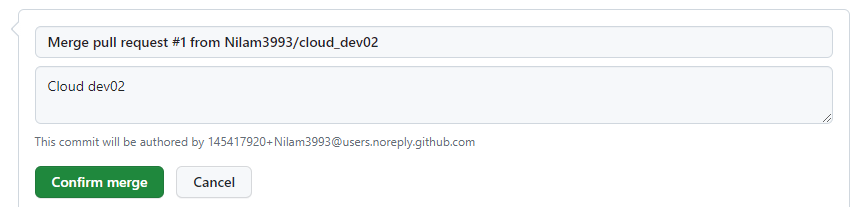 Merge pull request #1 from Nilam3993/cloud_dev02
Cloud dev02
This commit will be authored by 145417920+Nilam3993@users.noreply.github.com
Confirm merge
Cancel